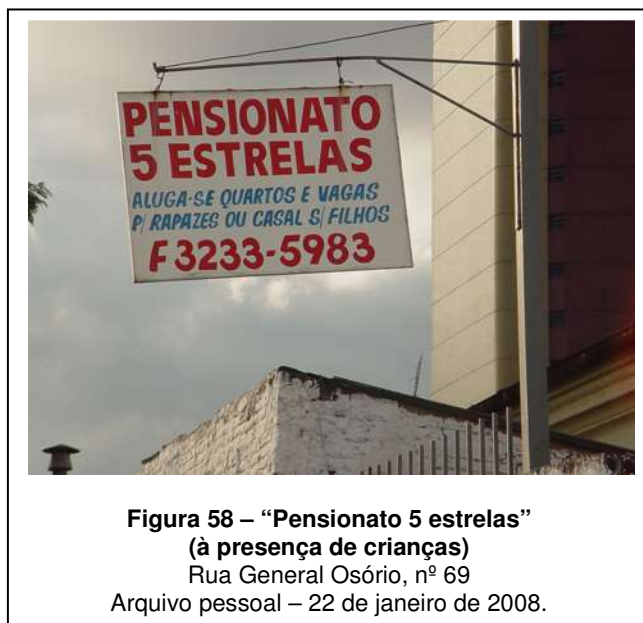 PENSIONATO
5 ESTRELAS
ALUGA-SE QUARTOS E VAGAS
P/ RAPAZES OU CASAL S/ FILHOS
F 3233-5983
Figura 58 – “Pensionato 5 estrelas”
(à presença de crianças)
Rua General Osório, nº 69
Arquivo pessoal – 22 de janeiro de 2008.